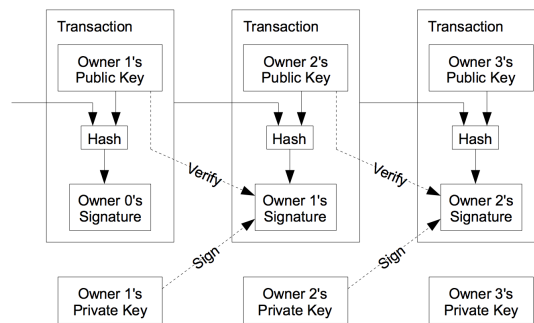 Transaction
Owner 1's
Public Key
Hash
Owner 0's
Signature
Transaction
Owner 2's
Public Key
Hash
Verify
Owner 1's
Signature
Sign
Transaction
Owner 3's
Public Key
Hash
Verify
Owner 2's
Signature
Sign
Owner 1's
Private Key
Owner 2's
Private Key
Owner 3's
Private Key